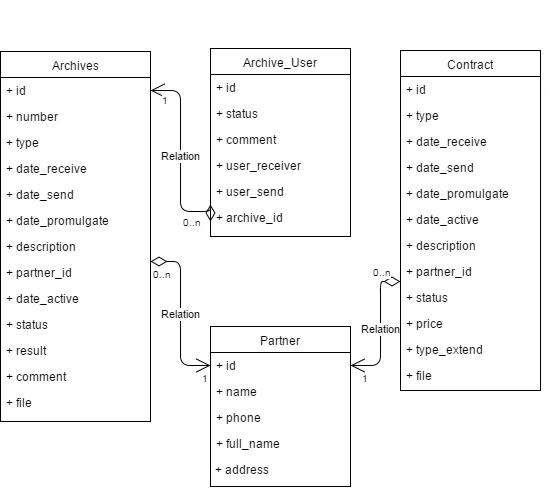 Archives
+ id
+ number
+ type
+ date_receive
+ date_send
+ date_promulgate
+ description
+ partner_id
+ date_active
+ status
+ result
+ comment
+ file
Archive_User
+ id
+ status
+ comment
+ user_receiver
+ user_send
+ archive_id
Contract
+ id
+ type
+ date_receive
+ date_send
+ date_promulgate
+ date_active
+ description
+ partner_id
+ status
+ price
+ type_extend
+ file
Partner
+ id
+ name
+ phone
+ full_name
+ address
1
Relation
0..n
0..n
Relation
1
0..n
Relation
1